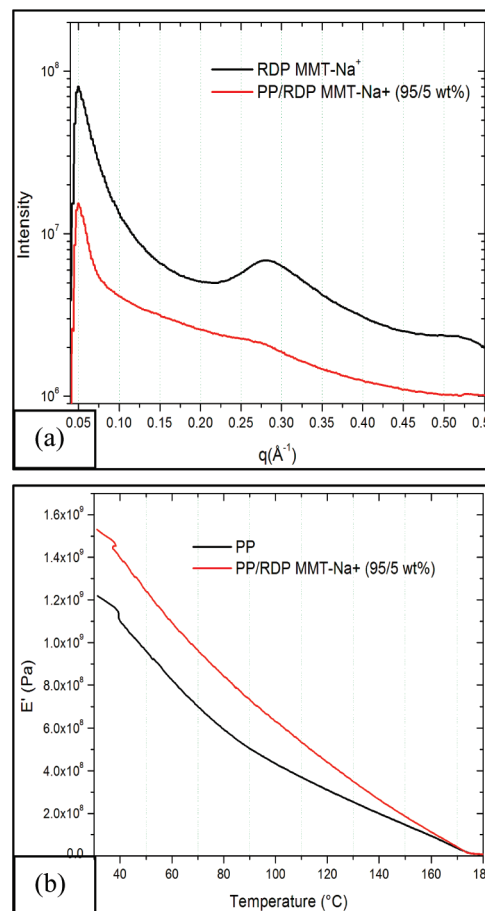 10⁸
10⁷
10⁶
Intensity
RDP MMT-Na⁺
PP/RDP MMT-Na+ (95/5 wt%)
0.05 0.10 0.15 0.20 0.25 0.30 0.35 0.40 0.45 0.50 0.5
q(Å⁻¹)
(a)
1.6x10⁹
1.4x10⁹
1.2x10⁹
1.0x10⁹
8.0x10⁸
6.0x10⁸
4.0x10⁸
2.0x10⁸
0.0
E' (Pa)
PP
PP/RDP MMT-Na+ (95/5 wt%)
40 60 80 100 120 140 160 180
Temperature (°C)
(b)